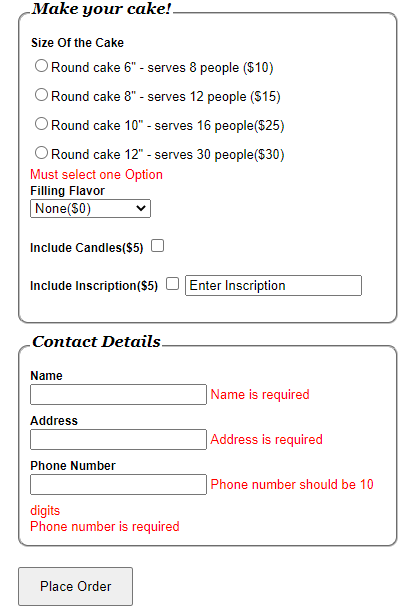 Make your cake!
Size Of the Cake
Round cake 6" - serves 8 people ($10)
Round cake 8" - serves 12 people ($15)
Round cake 10" - serves 16 people($25)
Round cake 12" - serves 30 people($30)
Must select one Option
Filling Flavor
None($0)
Include Candles($5)
Include Inscription($5) Enter Inscription
Contact Details
Name
Name is required
Address
Address is required
Phone Number
Phone number should be 10
digits
Phone number is required
Place Order